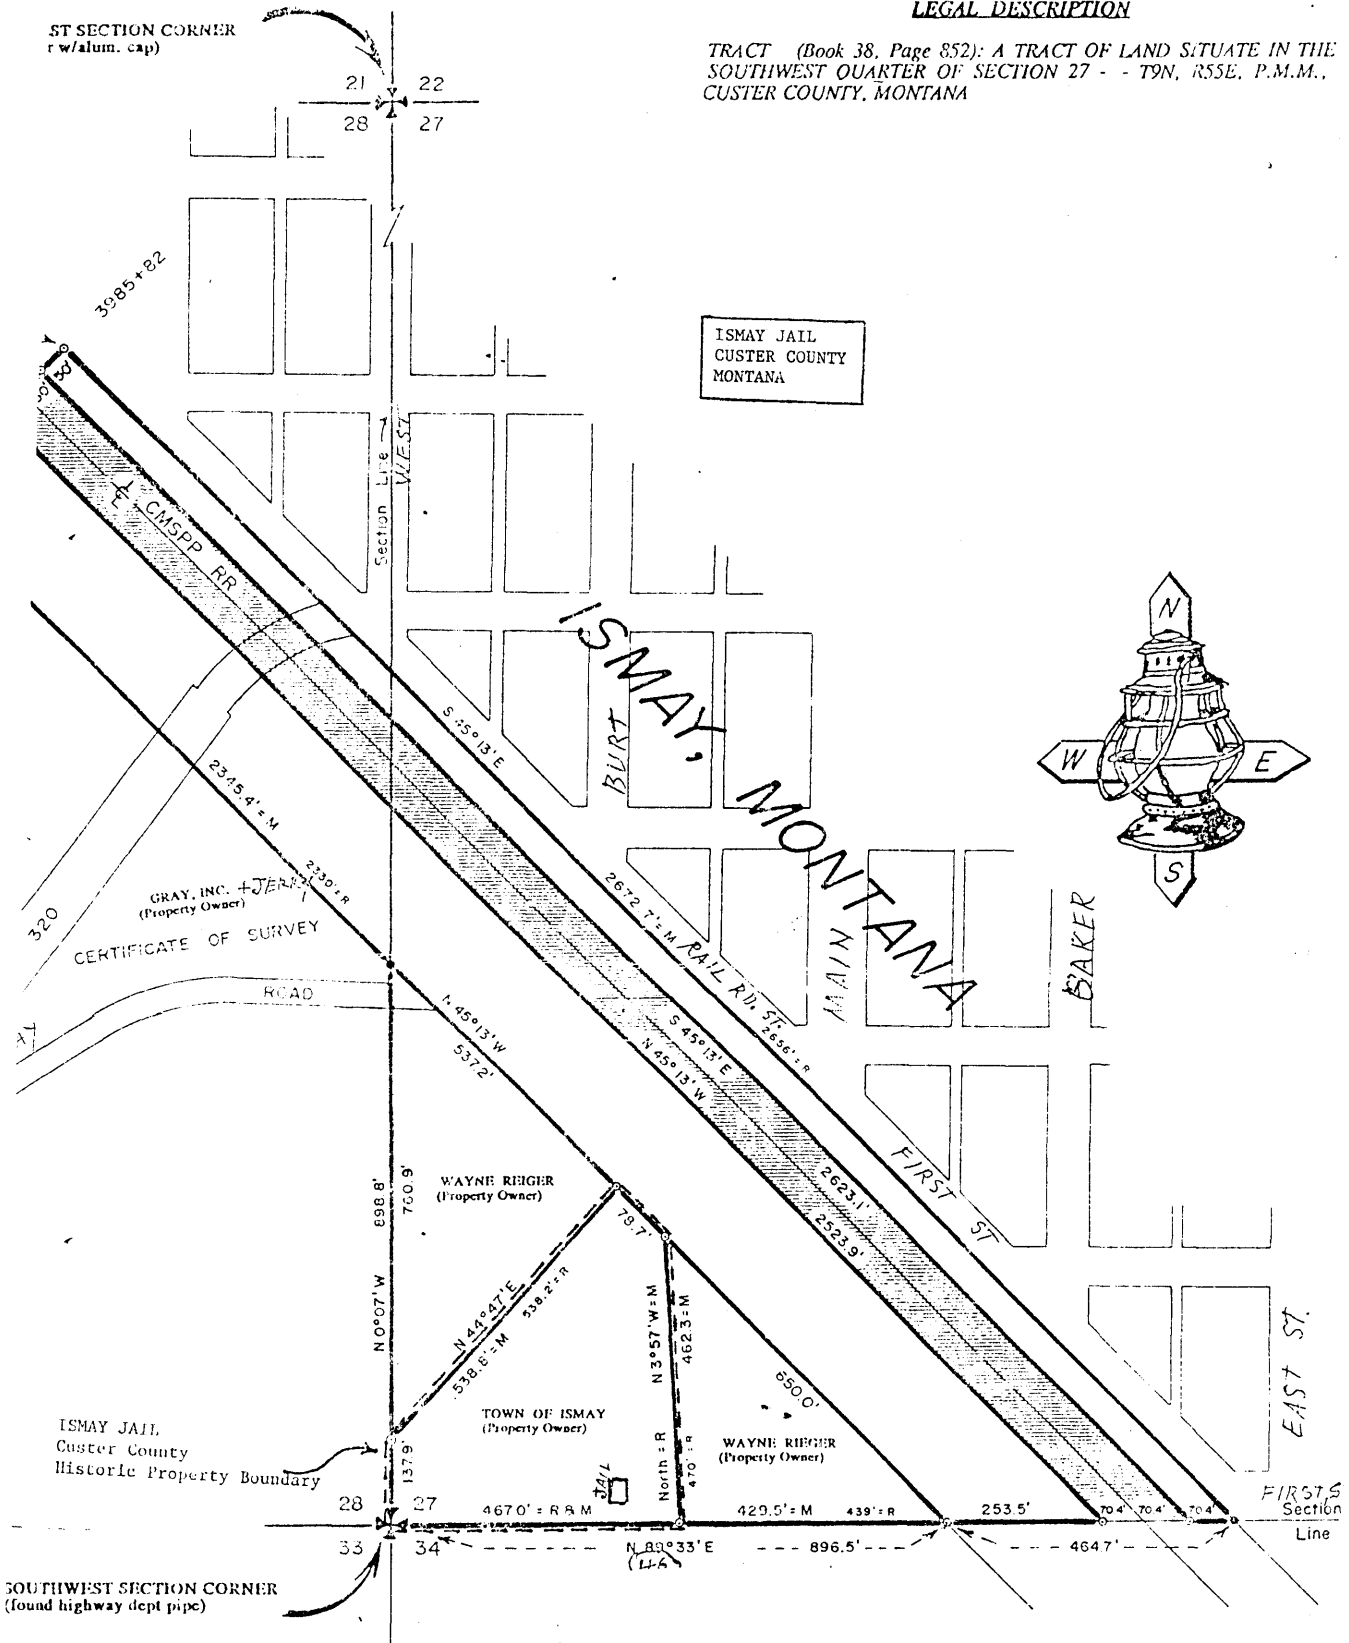 LEGAL DESCRIPTION
ST SECTION CORNER
r w/alum. cap)
TRACT (Book 38, Page 852): A TRACT OF LAND SITUATE IN THE
SOUTHWEST QUARTER OF SECTION 27 - - T9N, R55E, P.M.M.,
CUSTER COUNTY, MONTANA
21 22
28 27
3985+82
ISMAY JAIL
CUSTER COUNTY
MONTANA
30'
Section Line
WEST
CMSPP RR
ISMAY, MONTANA
N
W E
S
BURT
S 45°13'E
2345.4'=M
2330'=R
GRAY, INC. + JERRY
(Property Owner)
320
CERTIFICATE OF SURVEY
ROAD
AY
2672.7'=M
RAIL RD. ST.
2656'=R
MAIN
BAKER
N 45°13'W
537.2'
S 45°13'E
N 45°13'W
FIRST ST
2623.1'
2523.9'
WAYNE RIEGER
(Property Owner)
898.8'
760.9'
N0°07'W
78.7'
N 44°47'E
538.2'=R
538.8'=M
N3°57'W=M
462.3=M
650.0'
EAST ST.
TOWN OF ISMAY
(Property Owner)
WAYNE RIEGER
(Property Owner)
ISMAY JAIL
Custer County
Historic Property Boundary
137.9
JAIL
North=R
470'=R
28 27
467.0'=R&M
429.5'=M
439'=R
253.5'
70.4'
70.4'
70.4'
FIRST S
Section
Line
33 34
N 89°33'E
896.5'
464.7'
SOUTHWEST SECTION CORNER
(found highway dept pipe)